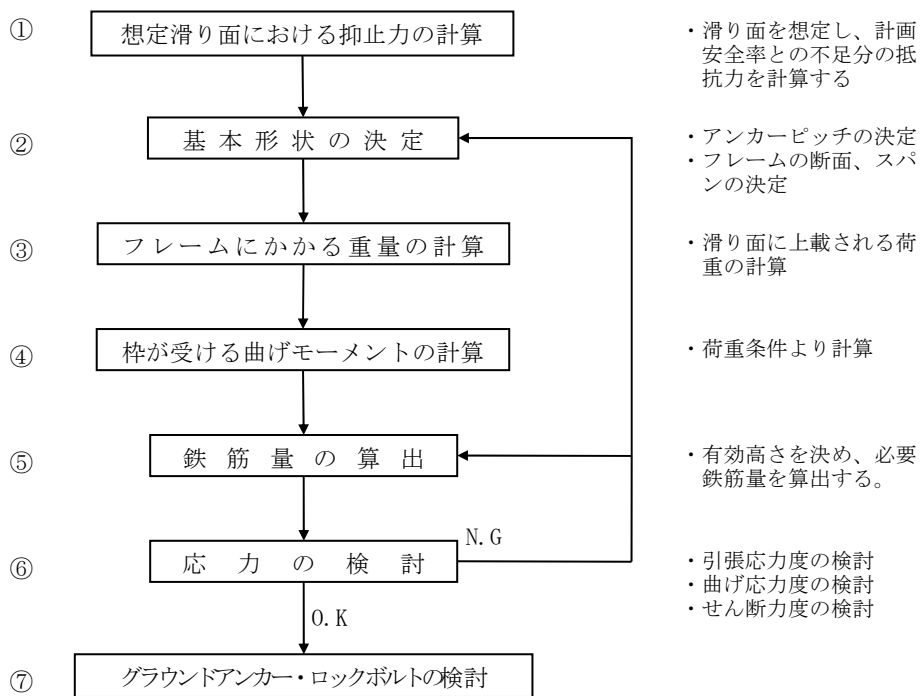 ① 想定滑り面における抑止力の計算
・滑り面を想定し、計画
安全率との不足分の抵
抗力を計算する
② 基本形状の決定
・アンカーピッチの決定
・フレームの断面、スパ
ンの決定
③ フレームにかかる重量の計算
・滑り面に上載される荷
重の計算
④ 枠が受ける曲げモーメントの計算
・荷重条件より計算
⑤ 鉄筋量の算出
・有効高さを決め、必要
鉄筋量を算出する。
N.G
⑥ 応力の検討
・引張応力度の検討
・曲げ応力度の検討
・せん断力度の検討
O.K
⑦ グラウンドアンカー・ロックボルトの検討